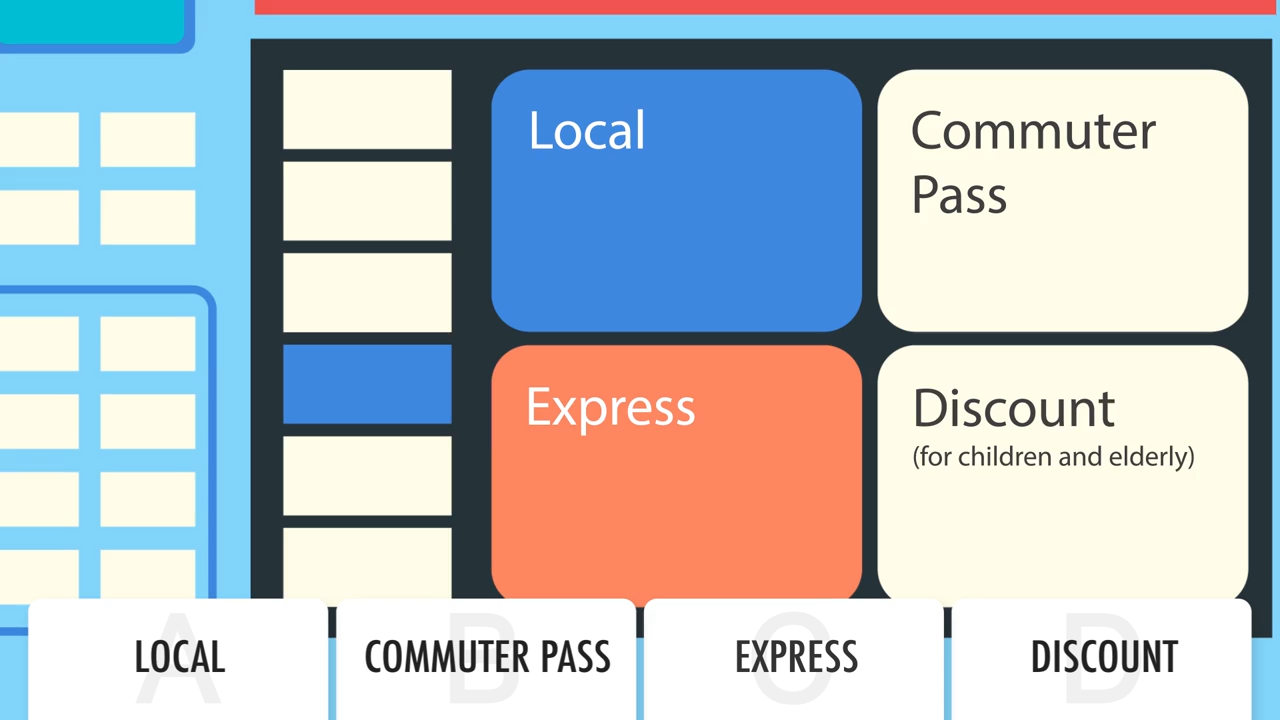 Local
Commuter
Pass
Express
Discount
(for children and elderly)
A
LOCAL
B
COMMUTER PASS
C
EXPRESS
D
DISCOUNT